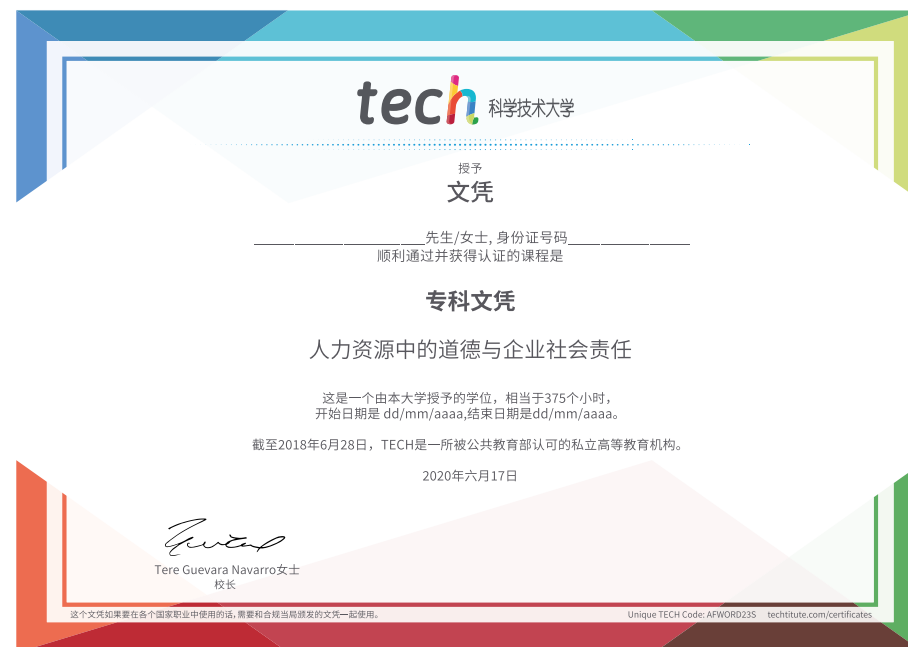 tech 科学技术大学
授予
文凭
先生/女士, 身份证号码
顺利通过并获得认证的课程是
专科文凭
人力资源中的道德与企业社会责任
这是一个由本大学授予的学位，相当于375个小时，
开始日期是 dd/mm/aaaa,结束日期是dd/mm/aaaa。
截至2018年6月28日，TECH是一所被公共教育部认可的私立高等教育机构。
2020年六月17日
Tere Guevara Navarro女士
校长
这个文凭如果要在各个国家职业中使用的话,需要和合规当局颁发的文凭一起使用。
Unique TECH Code: AFWORD23S techtitute.com/certificates